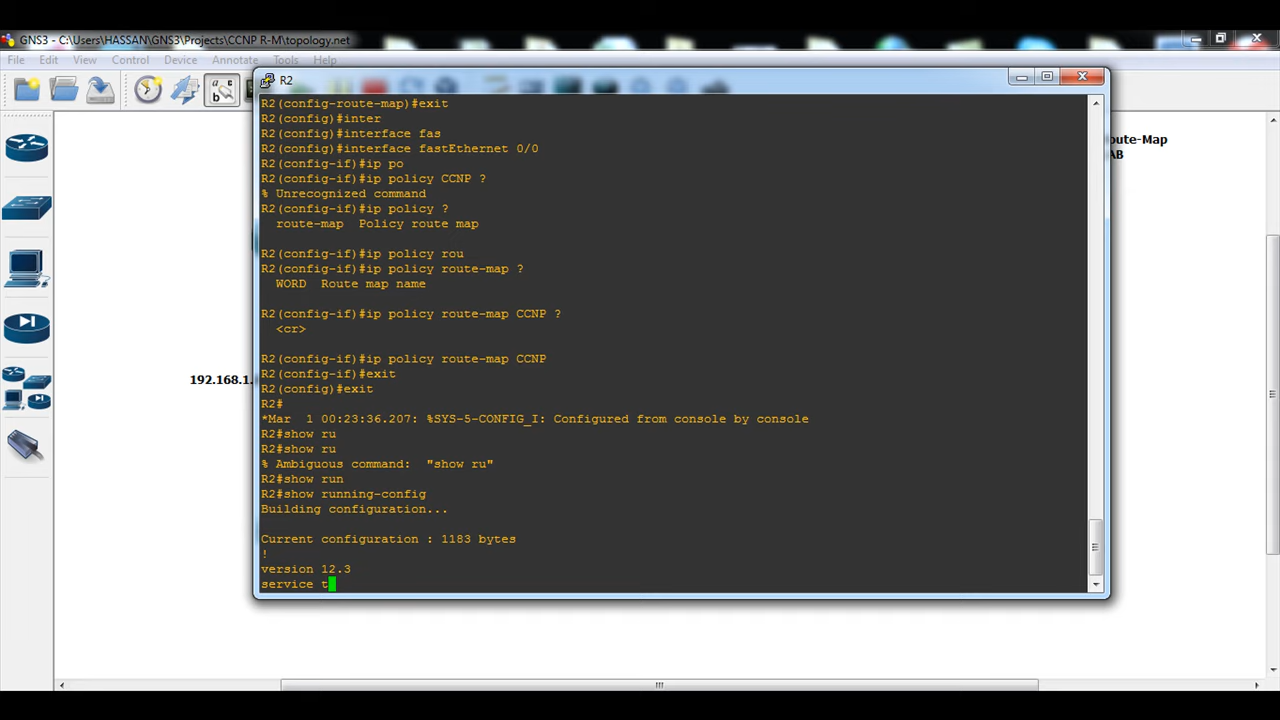 GNS3 - C:\Users\HASSAN\GNS3\Projects\CCNP R-M\topology.net
File Edit View Control Device Annotate Tools Help
R2
R2(config-route-map)#exit
R2(config)#inter
R2(config)#interface fas
R2(config)#interface fastEthernet 0/0
R2(config-if)#ip po
R2(config-if)#ip policy CCNP ?
% Unrecognized command
R2(config-if)#ip policy ?
route-map  Policy route map
R2(config-if)#ip policy rou
R2(config-if)#ip policy route-map ?
WORD  Route map name
R2(config-if)#ip policy route-map CCNP ?
<cr>
R2(config-if)#ip policy route-map CCNP
R2(config-if)#exit
R2(config)#exit
R2#
*Mar  1 00:23:36.207: %SYS-5-CONFIG_I: Configured from console by console
R2#show ru
R2#show ru
% Ambiguous command:  "show ru"
R2#show run
R2#show running-config
Building configuration...
Current configuration : 1183 bytes
!
version 12.3
service t
192.168.1.
oute-Map
AB